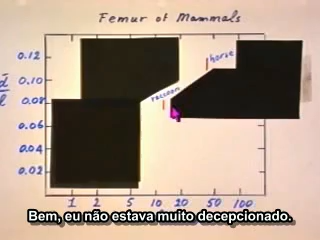 Femur of Mammals
0.12
0.10
0.08
0.06
0.04
0.02
d̄
l
horse
raccoon
1
2
5
10
20
50
100
Bem, eu não estava muito decepcionado.